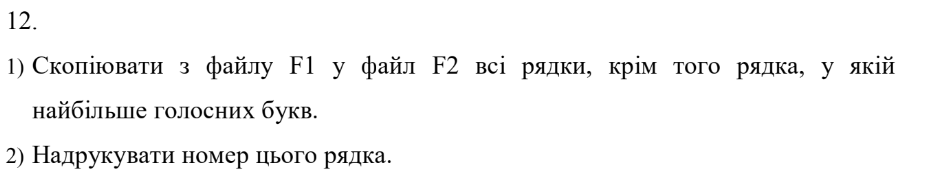 12.
1) Скопіювати з файлу F1 у файл F2 всі рядки, крім того рядка, у якій
найбільше голосних букв.
2) Надрукувати номер цього рядка.